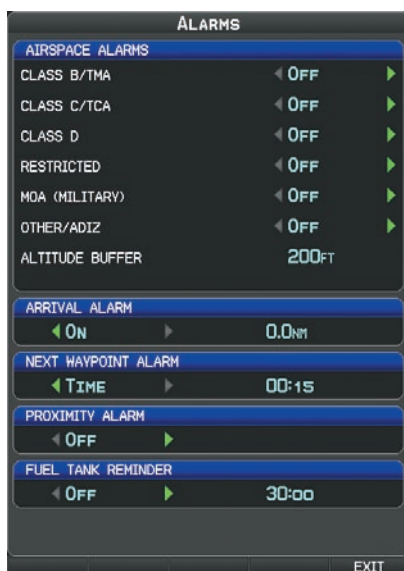 ALARMS
AIRSPACE ALARMS
CLASS B/TMA OFF
CLASS C/TCA OFF
CLASS D OFF
RESTRICTED OFF
MOA (MILITARY) OFF
OTHER/ADIZ OFF
ALTITUDE BUFFER 200FT
ARRIVAL ALARM
ON 0.0NM
NEXT WAYPOINT ALARM
TIME 00:15
PROXIMITY ALARM
OFF
FUEL TANK REMINDER
OFF 30:00
EXIT